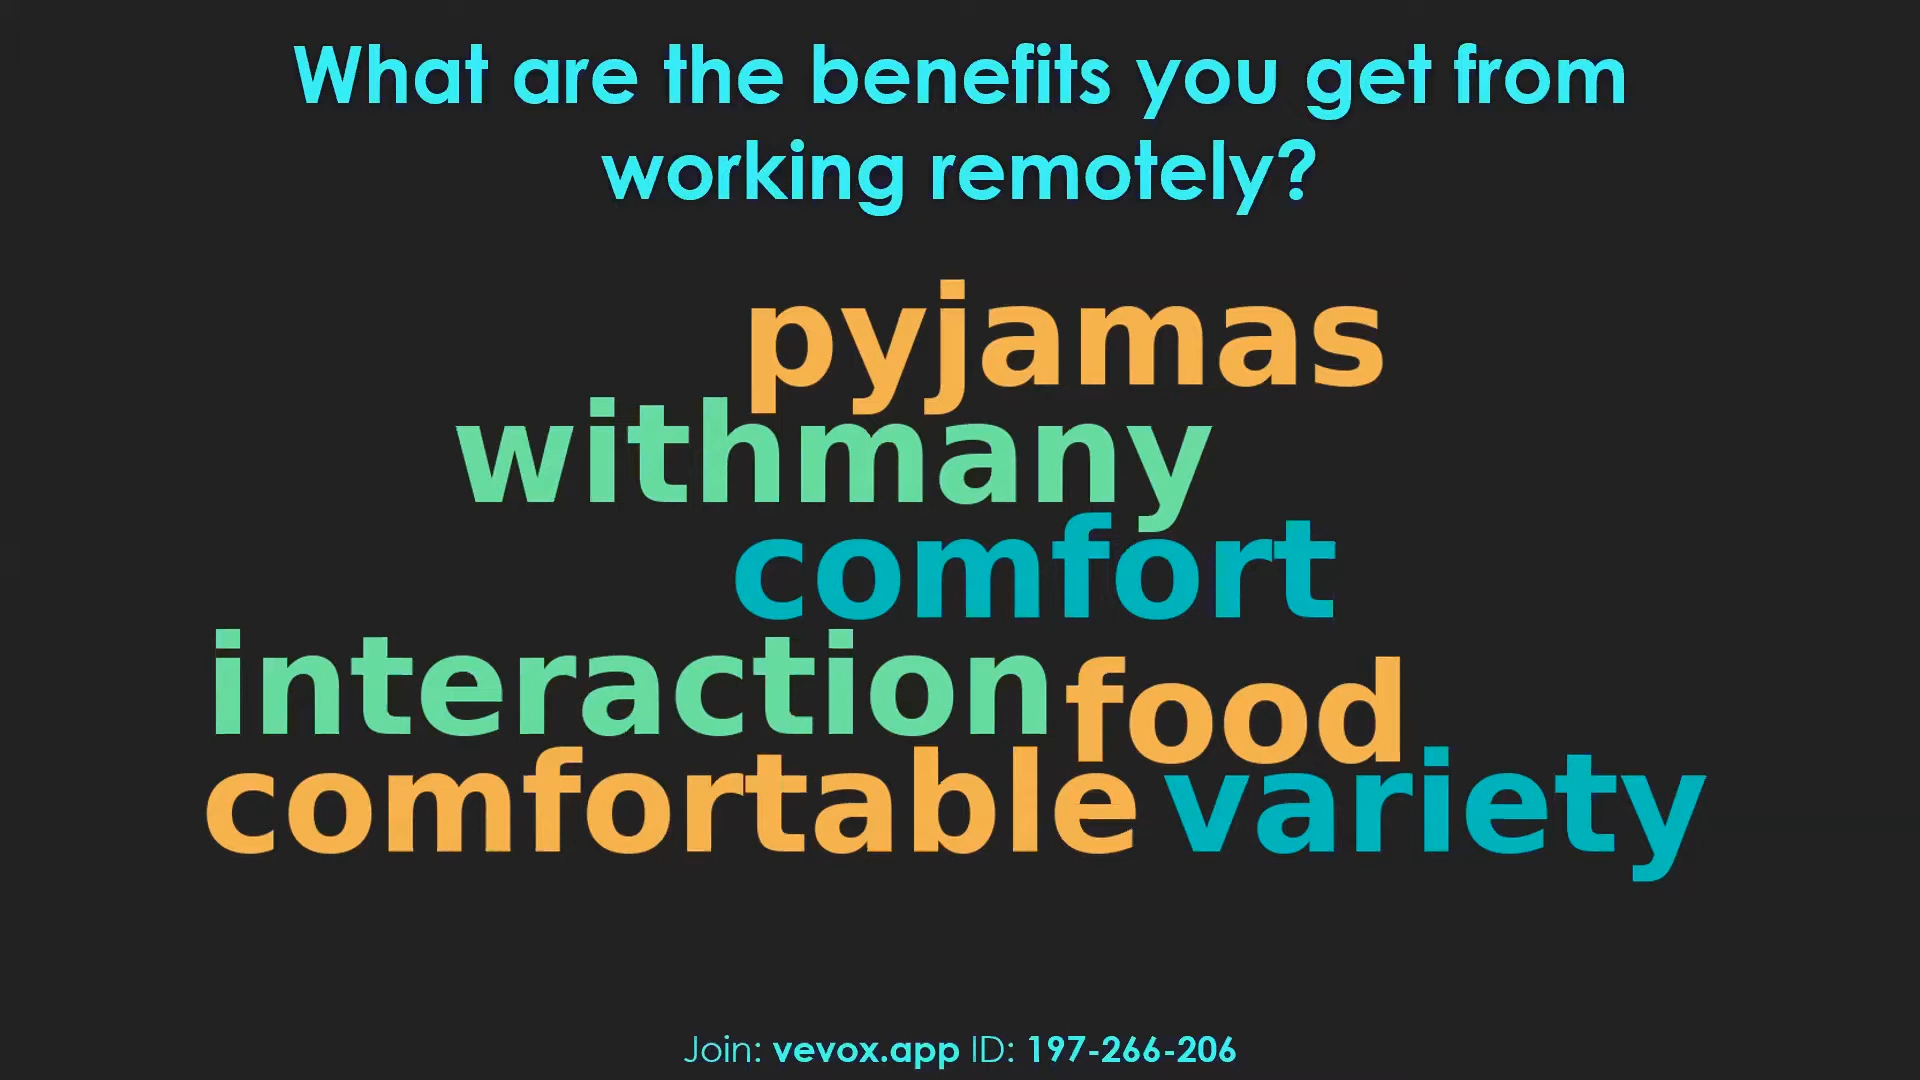 What are the benefits you get from
working remotely?
pyjamas
withmany
comfort
interaction food
comfortable variety
Join: vevox.app ID: 197-266-206